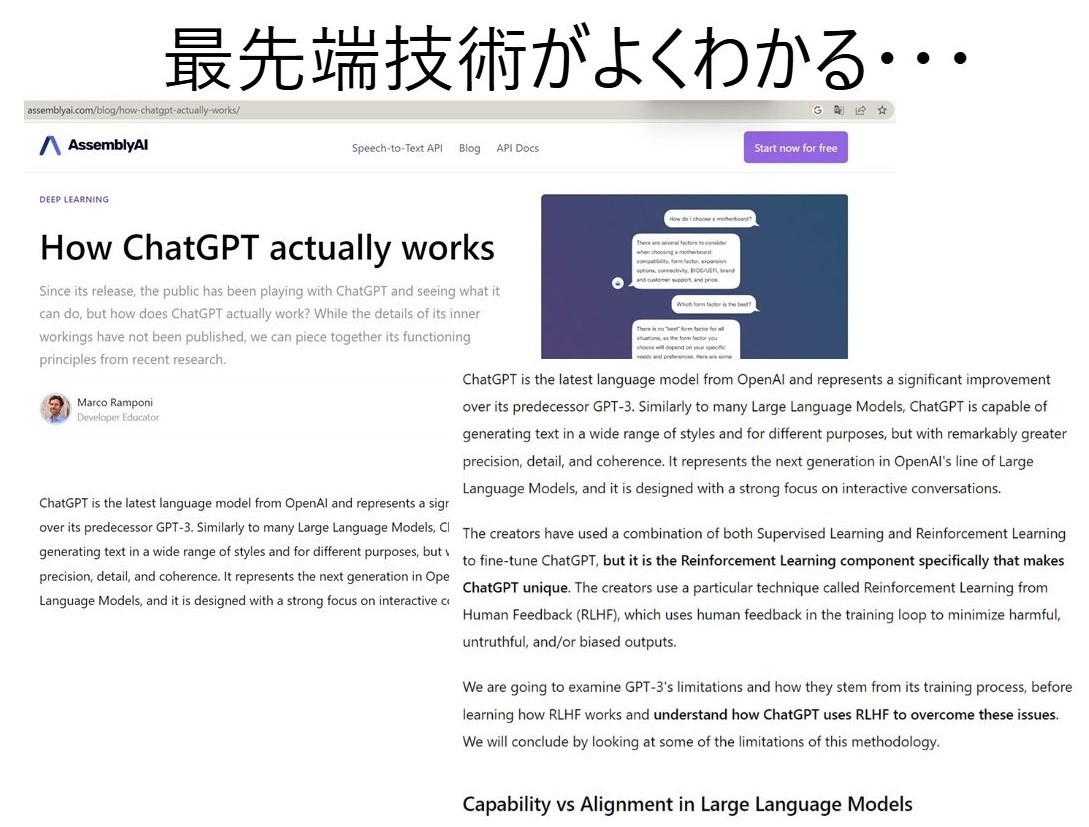 最先端技術がよくわかる・・・
assemblyai.com/blog/how-chatgpt-actually-works/
AssemblyAI
Speech-to-Text API Blog API Docs
Start now for free
DEEP LEARNING
How ChatGPT actually works
Since its release, the public has been playing with ChatGPT and seeing what it
can do, but how does ChatGPT actually work? While the details of its inner
workings have not been published, we can piece together its functioning
principles from recent research.
Marco Ramponi
Developer Educator
How do I choose a motherboard?
There are several factors to consider
when choosing a motherboard:
compatibility, form factor, expansion
options, connectivity, BIOS/UEFI, brand
and customer support, and price.
Which form factor is the best?
There is no "best" form factor for all
situations, as the form factor you
choose will depend on your specific
needs and preferences. Here are some
ChatGPT is the latest language model from OpenAI and represents a sigr
over its predecessor GPT-3. Similarly to many Large Language Models, Cl
generating text in a wide range of styles and for different purposes, but v
precision, detail, and coherence. It represents the next generation in Ope
Language Models, and it is designed with a strong focus on interactive cc
ChatGPT is the latest language model from OpenAI and represents a significant improvement
over its predecessor GPT-3. Similarly to many Large Language Models, ChatGPT is capable of
generating text in a wide range of styles and for different purposes, but with remarkably greater
precision, detail, and coherence. It represents the next generation in OpenAI's line of Large
Language Models, and it is designed with a strong focus on interactive conversations.
The creators have used a combination of both Supervised Learning and Reinforcement Learning
to fine-tune ChatGPT, but it is the Reinforcement Learning component specifically that makes
ChatGPT unique. The creators use a particular technique called Reinforcement Learning from
Human Feedback (RLHF), which uses human feedback in the training loop to minimize harmful,
untruthful, and/or biased outputs.
We are going to examine GPT-3's limitations and how they stem from its training process, before
learning how RLHF works and understand how ChatGPT uses RLHF to overcome these issues.
We will conclude by looking at some of the limitations of this methodology.
Capability vs Alignment in Large Language Models